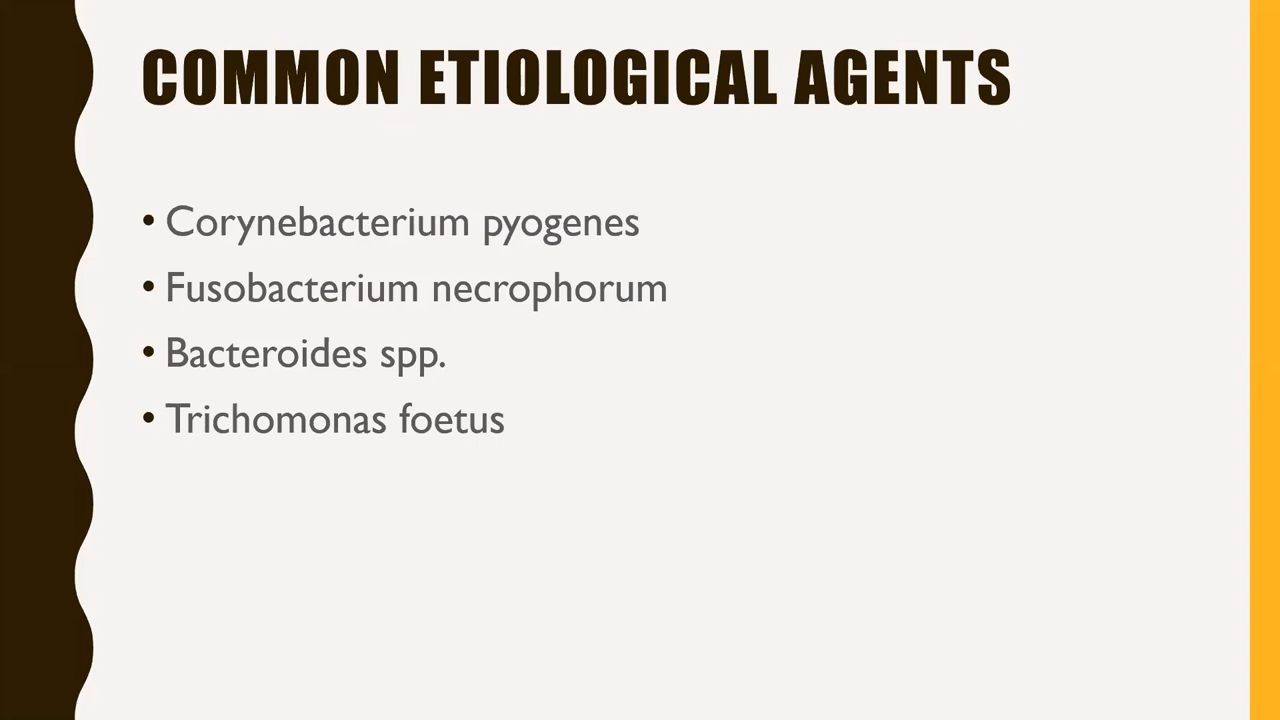 COMMON ETIOLOGICAL AGENTS
• Corynebacterium pyogenes
• Fusobacterium necrophorum
• Bacteroides spp.
• Trichomonas foetus